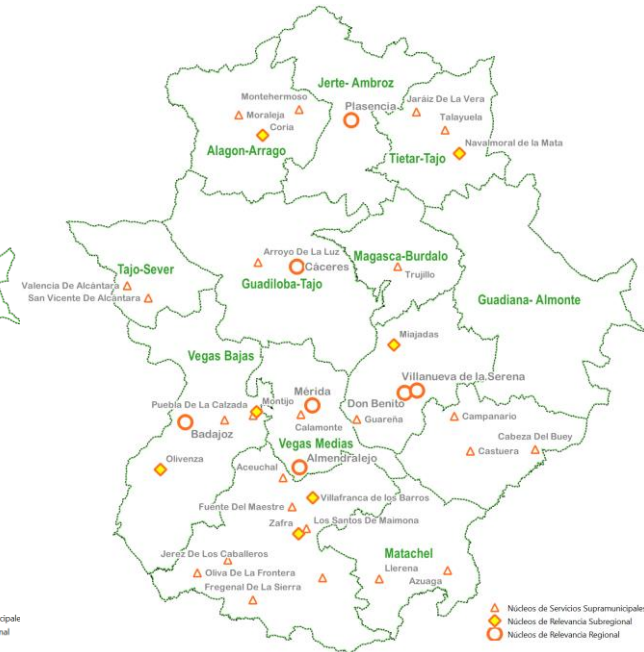 Jerte- Ambroz
Montehermoso
Plasencia
Jaráiz De La Vera
Moraleja
Talayuela
Coria
Navalmoral de la Mata
Alagon-Arrago
Tietar-Tajo
Arroyo De La Luz
Magasca-Burdalo
Tajo-Sever
Cáceres
Trujillo
Valencia De Alcántara
Guadiloba-Tajo
San Vicente De Alcántara
Guadiana- Almonte
Miajadas
Vegas Bajas
Villanueva de la Serena
Mérida
Puebla De La Calzada
Montijo
Don Benito
Campanario
Badajoz
Calamonte
Guareña
Cabeza Del Buey
Vegas Medias
Castuera
Olivenza
Aceuchal
Almendralejo
Villafranca de los Barros
Fuente Del Maestre
Zafra
Los Santos De Maimona
Jerez De Los Caballeros
Matachel
Oliva De La Frontera
Llerena
Azuaga
Fregenal De La Sierra
Núcleos de Servicios Supramunicipales
Núcleos de Relevancia Subregional
Núcleos de Relevancia Regional
cipale
nal